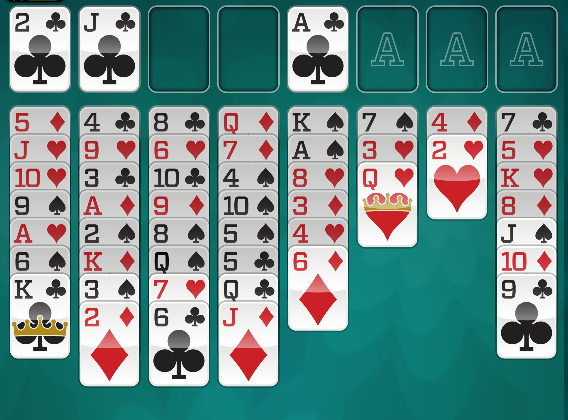 2 J A A A A
5 4 8 Q K 7 4 7
J 9 6 7 A 3 2 5
10 3 10 4 8 Q K
9 A 9 10 3 8
A 2 8 5 4 J
6 K Q 5 6 10
K 3 7 Q 9
2 6 J